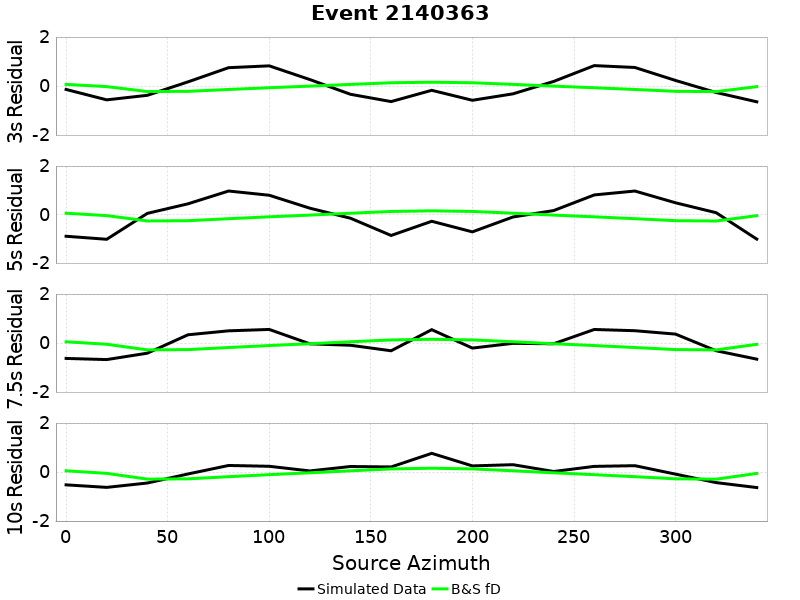 Event 2140363
3s Residual
2
0
-2
5s Residual
2
0
-2
7.5s Residual
2
0
-2
10s Residual
2
0
-2
0 50 100 150 200 250 300
Source Azimuth
Simulated Data B&S fD